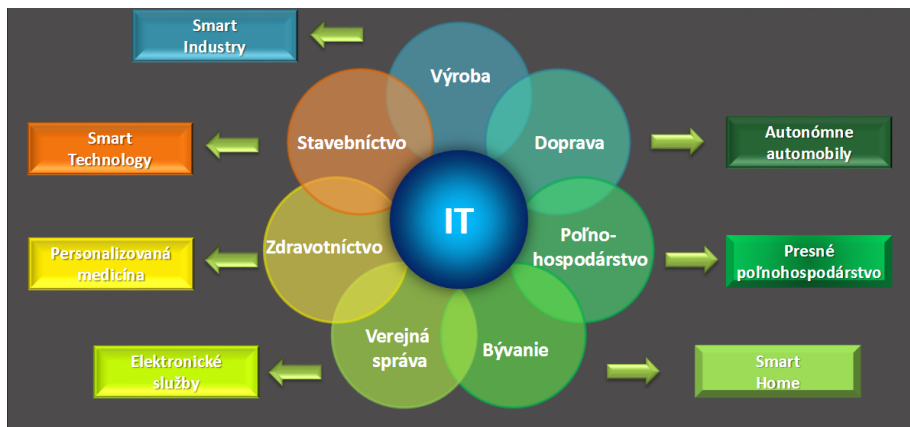 Smart
Industry
Výroba
Stavebníctvo
Doprava
Smart
Technology
Autonómne
automobily
IT
Zdravotníctvo
Poľno-
hospodárstvo
Personalizovaná
medicína
Presné
poľnohospodárstvo
Verejná
správa
Bývanie
Elektronické
služby
Smart
Home